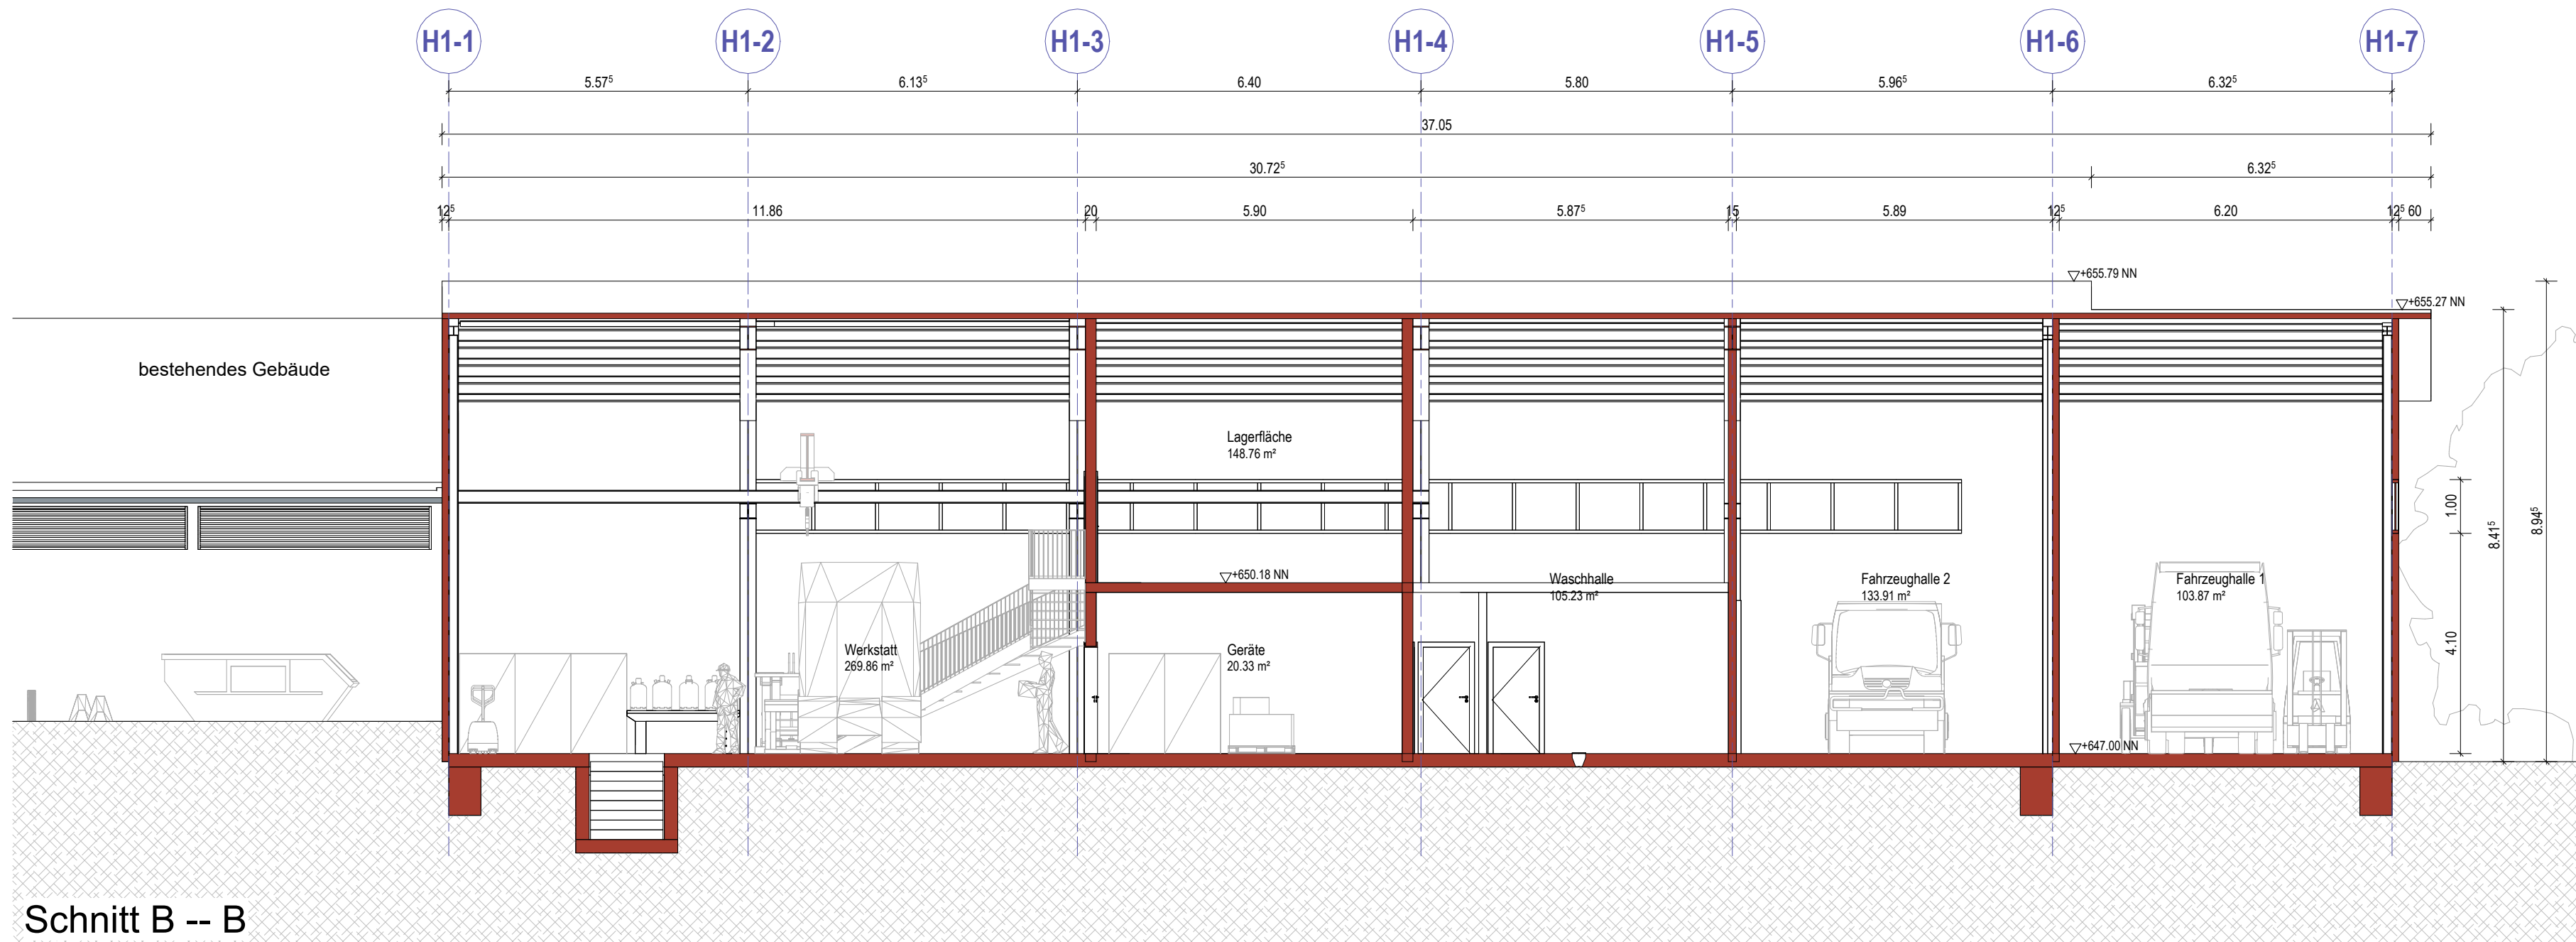 H1-1 H1-2 H1-3 H1-4 H1-5 H1-6 H1-7
5.57⁵ 6.13⁵ 6.40 5.80 5.96⁵ 6.32⁵
37.05
30.72⁵ 6.32⁵
12⁵ 11.86 20 5.90 5.87⁵ 15 5.89 12⁵ 6.20 12⁵ 60
+655.79 NN
+655.27 NN
bestehendes Gebäude
Lagerfläche
148.76 m²
1.00
8.41⁵
8.94⁵
+650.18 NN
Waschhalle
105.23 m²
Fahrzeughalle 2
133.91 m²
Fahrzeughalle 1
103.87 m²
Werkstatt
269.86 m²
Geräte
20.33 m²
4.10
+647.00 NN
Schnitt B -- B